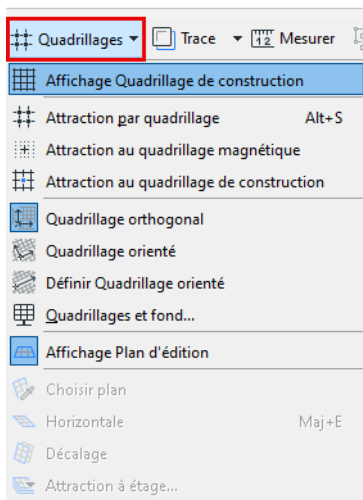 Quadrillages Trace 12 Mesurer
Affichage Quadrillage de construction
Attraction par quadrillage Alt+S
Attraction au quadrillage magnétique
Attraction au quadrillage de construction
Quadrillage orthogonal
Quadrillage orienté
Définir Quadrillage orienté
Quadrillages et fond...
Affichage Plan d'édition
Choisir plan
Horizontale Maj+E
Décalage
Attraction à étage...